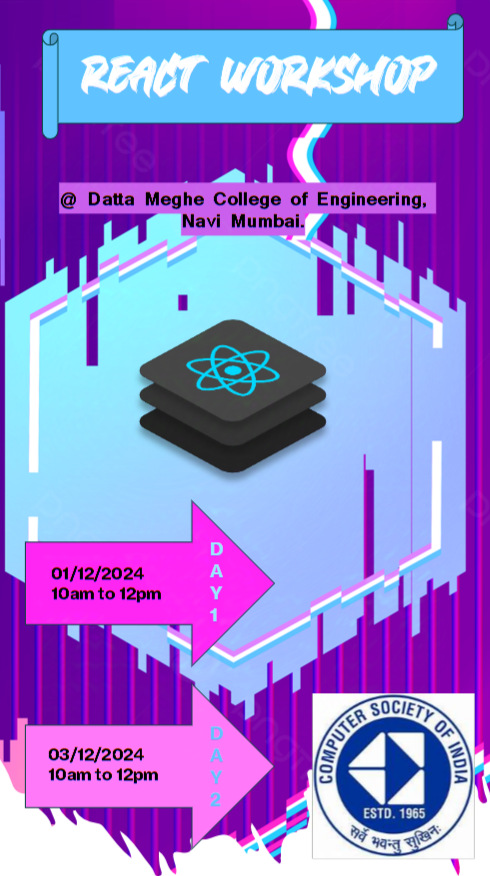 REACT WORKSHOP
@ Datta Meghe College of Engineering,
Navi Mumbai.
01/12/2024
10am to 12pm
DAY1
03/12/2024
10am to 12pm
DAY2
COMPUTER SOCIETY OF INDIA
ESTD. 1965
सर्वे भवन्तु सुखिनः